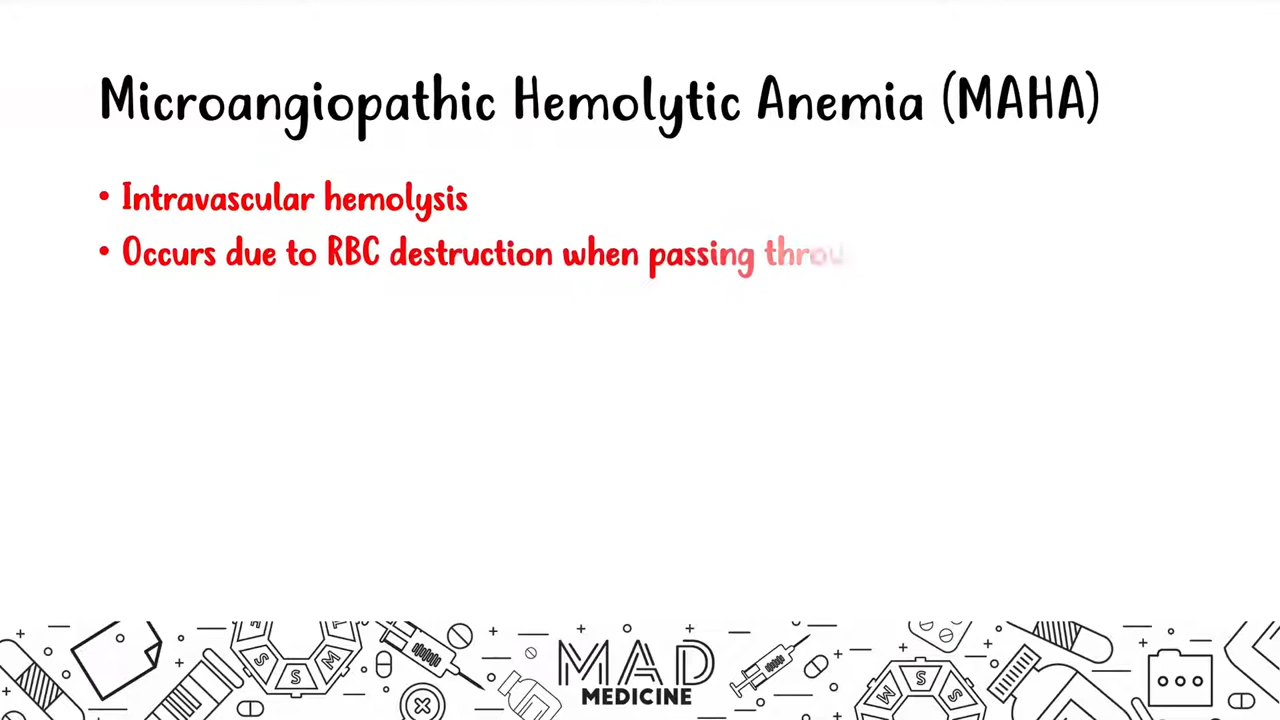 Microangiopathic Hemolytic Anemia (MAHA)
• Intravascular hemolysis
• Occurs due to RBC destruction when passing
S
S
M
MAD
MEDICINE
M
S
S